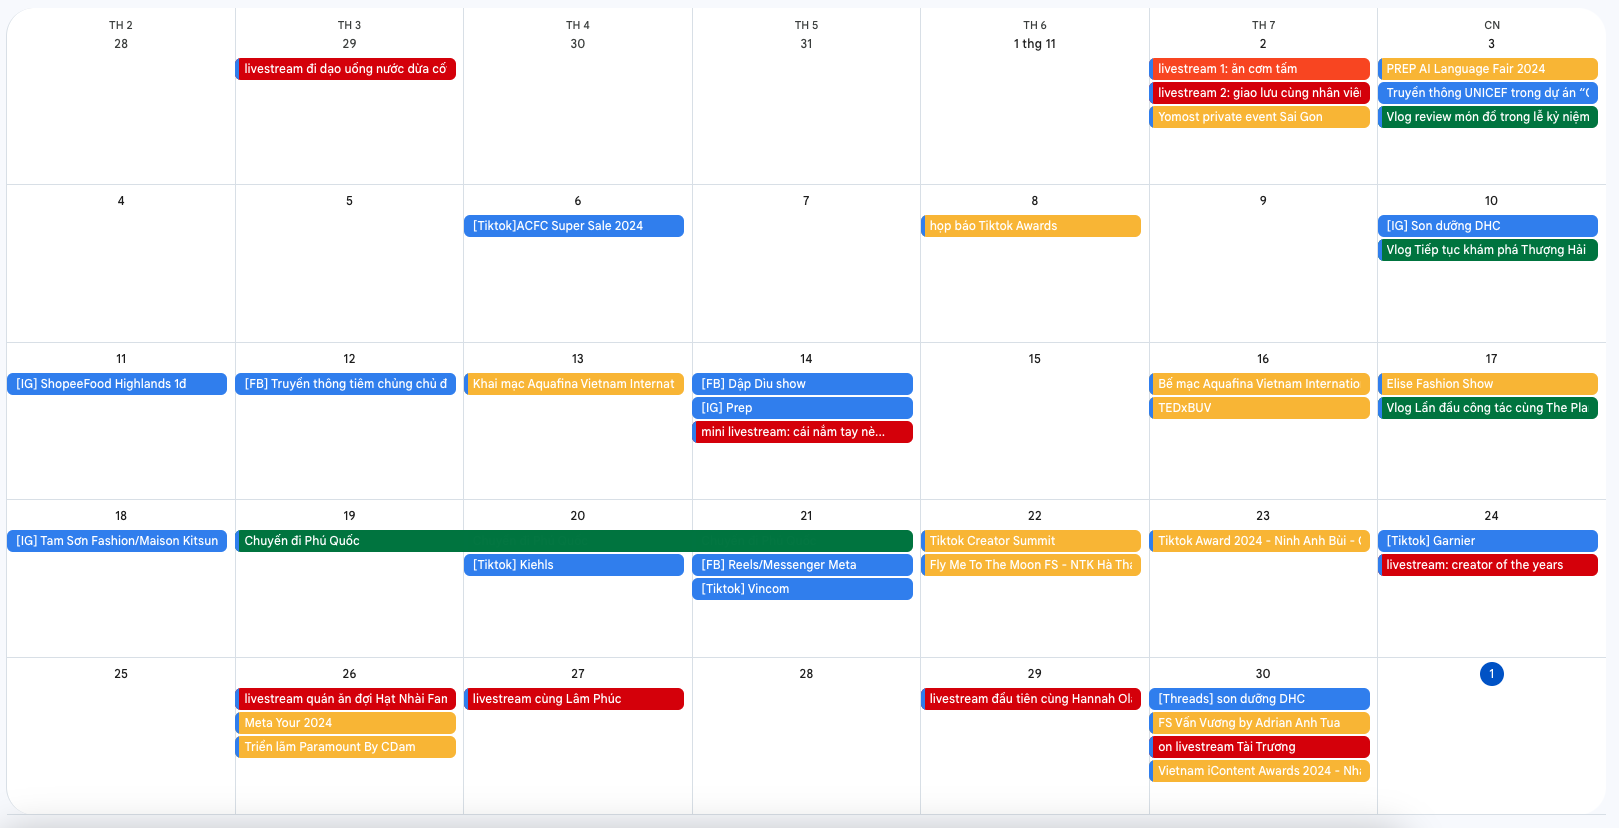 TH 2
TH 3
TH 4
TH 5
TH 6
TH 7
CN
28
29
30
31
1 thg 11
2
3
livestream đi dạo uống nước dừa cố
livestream 1: ăn cơm tấm
livestream 2: giao lưu cùng nhân viên
Yomost private event Sai Gon
PREP AI Language Fair 2024
Truyền thông UNICEF trong dự án “
Vlog review món đồ trong lễ kỷ niệm
4
5
6
7
8
9
10
[Tiktok]ACFC Super Sale 2024
họp báo Tiktok Awards
[IG] Son dưỡng DHC
Vlog Tiếp tục khám phá Thượng Hải
11
12
13
14
15
16
17
[IG] ShopeeFood Highlands 1đ
[FB] Truyền thông tiêm chủng chủ đ
Khai mạc Aquafina Vietnam Internat
[FB] Dập Dìu show
[IG] Prep
mini livestream: cái nắm tay nè...
Bế mạc Aquafina Vietnam Internatio
TEDxBUV
Elise Fashion Show
Vlog Lần đầu công tác cùng The Pla
18
19
20
21
22
23
24
[IG] Tam Sơn Fashion/Maison Kitsun
Chuyến đi Phú Quốc
[Tiktok] Kiehls
[FB] Reels/Messenger Meta
[Tiktok] Vincom
Tiktok Creator Summit
Fly Me To The Moon FS - NTK Hà Tha
Tiktok Award 2024 - Ninh Anh Bùi -
[Tiktok] Garnier
livestream: creator of the years
25
26
27
28
29
30
1
livestream quán ăn đợi Hạt Nhài Fan
Meta Your 2024
Triển lãm Paramount By CDam
livestream cùng Lâm Phúc
livestream đầu tiên cùng Hannah Ol
[Threads] son dưỡng DHC
FS Vấn Vương by Adrian Anh Tua
on livestream Tài Trương
Vietnam iContent Awards 2024 - Nh